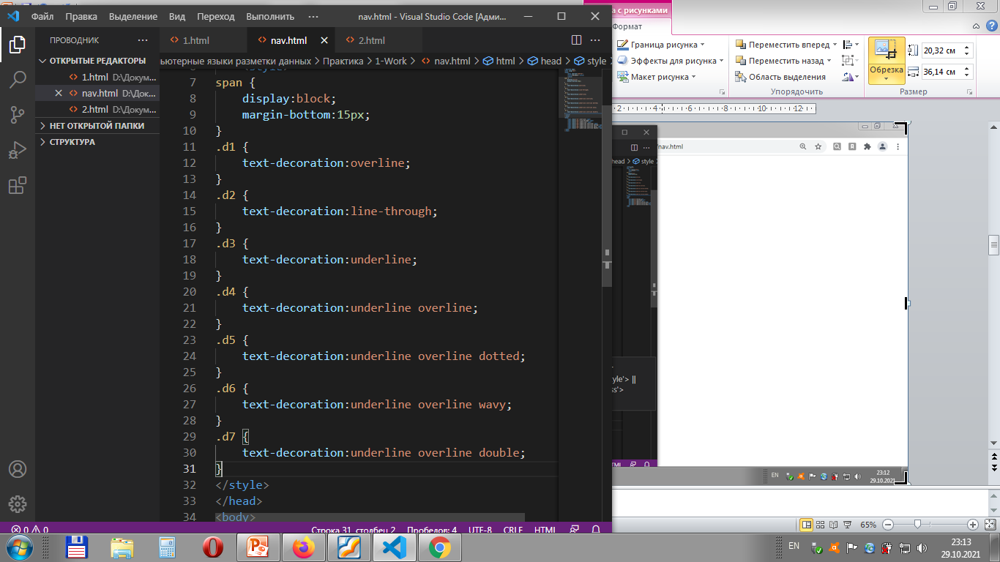 Файл Правка Выделение Вид Переход Выполнить ··· nav.html - Visual Studio Code [Адми...
ПРОВОДНИК ···
ОТКРЫТЫЕ РЕДАКТОРЫ
1.html D:\Докум...
nav.html D:\Док...
2.html D:\Докум...
НЕТ ОТКРЫТОЙ ПАПКИ
СТРУКТУРА
1.html nav.html 2.html ···
ьютерные языки разметки данных > Практика > 1-Work > nav.html > html > head > style
7 span {
8 display:block;
9 margin-bottom:15px;
10 }
11 .d1 {
12 text-decoration:overline;
13 }
14 .d2 {
15 text-decoration:line-through;
16 }
17 .d3 {
18 text-decoration:underline;
19 }
20 .d4 {
21 text-decoration:underline overline;
22 }
23 .d5 {
24 text-decoration:underline overline dotted;
25 }
26 .d6 {
27 text-decoration:underline overline wavy;
28 }
29 .d7 {
30 text-decoration:underline overline double;
31 }
32 </style>
33 </head>
34 <body>
0 0 Строка 31, столбец 2 Пробелов: 4 UTF-8 CRLF HTML
а с рисунками
Формат
Граница рисунка
Эффекты для рисунка
Макет рисунка
Переместить вперед
Переместить назад
Область выделения
Упорядочить
Обрезка
20,32 см
36,14 см
Размер
2 4 6 8 10 12
nav.html
head > style
yle'> ||
ss'>
EN 23:12
29.10.2021
65%
EN 23:13
29.10.2021